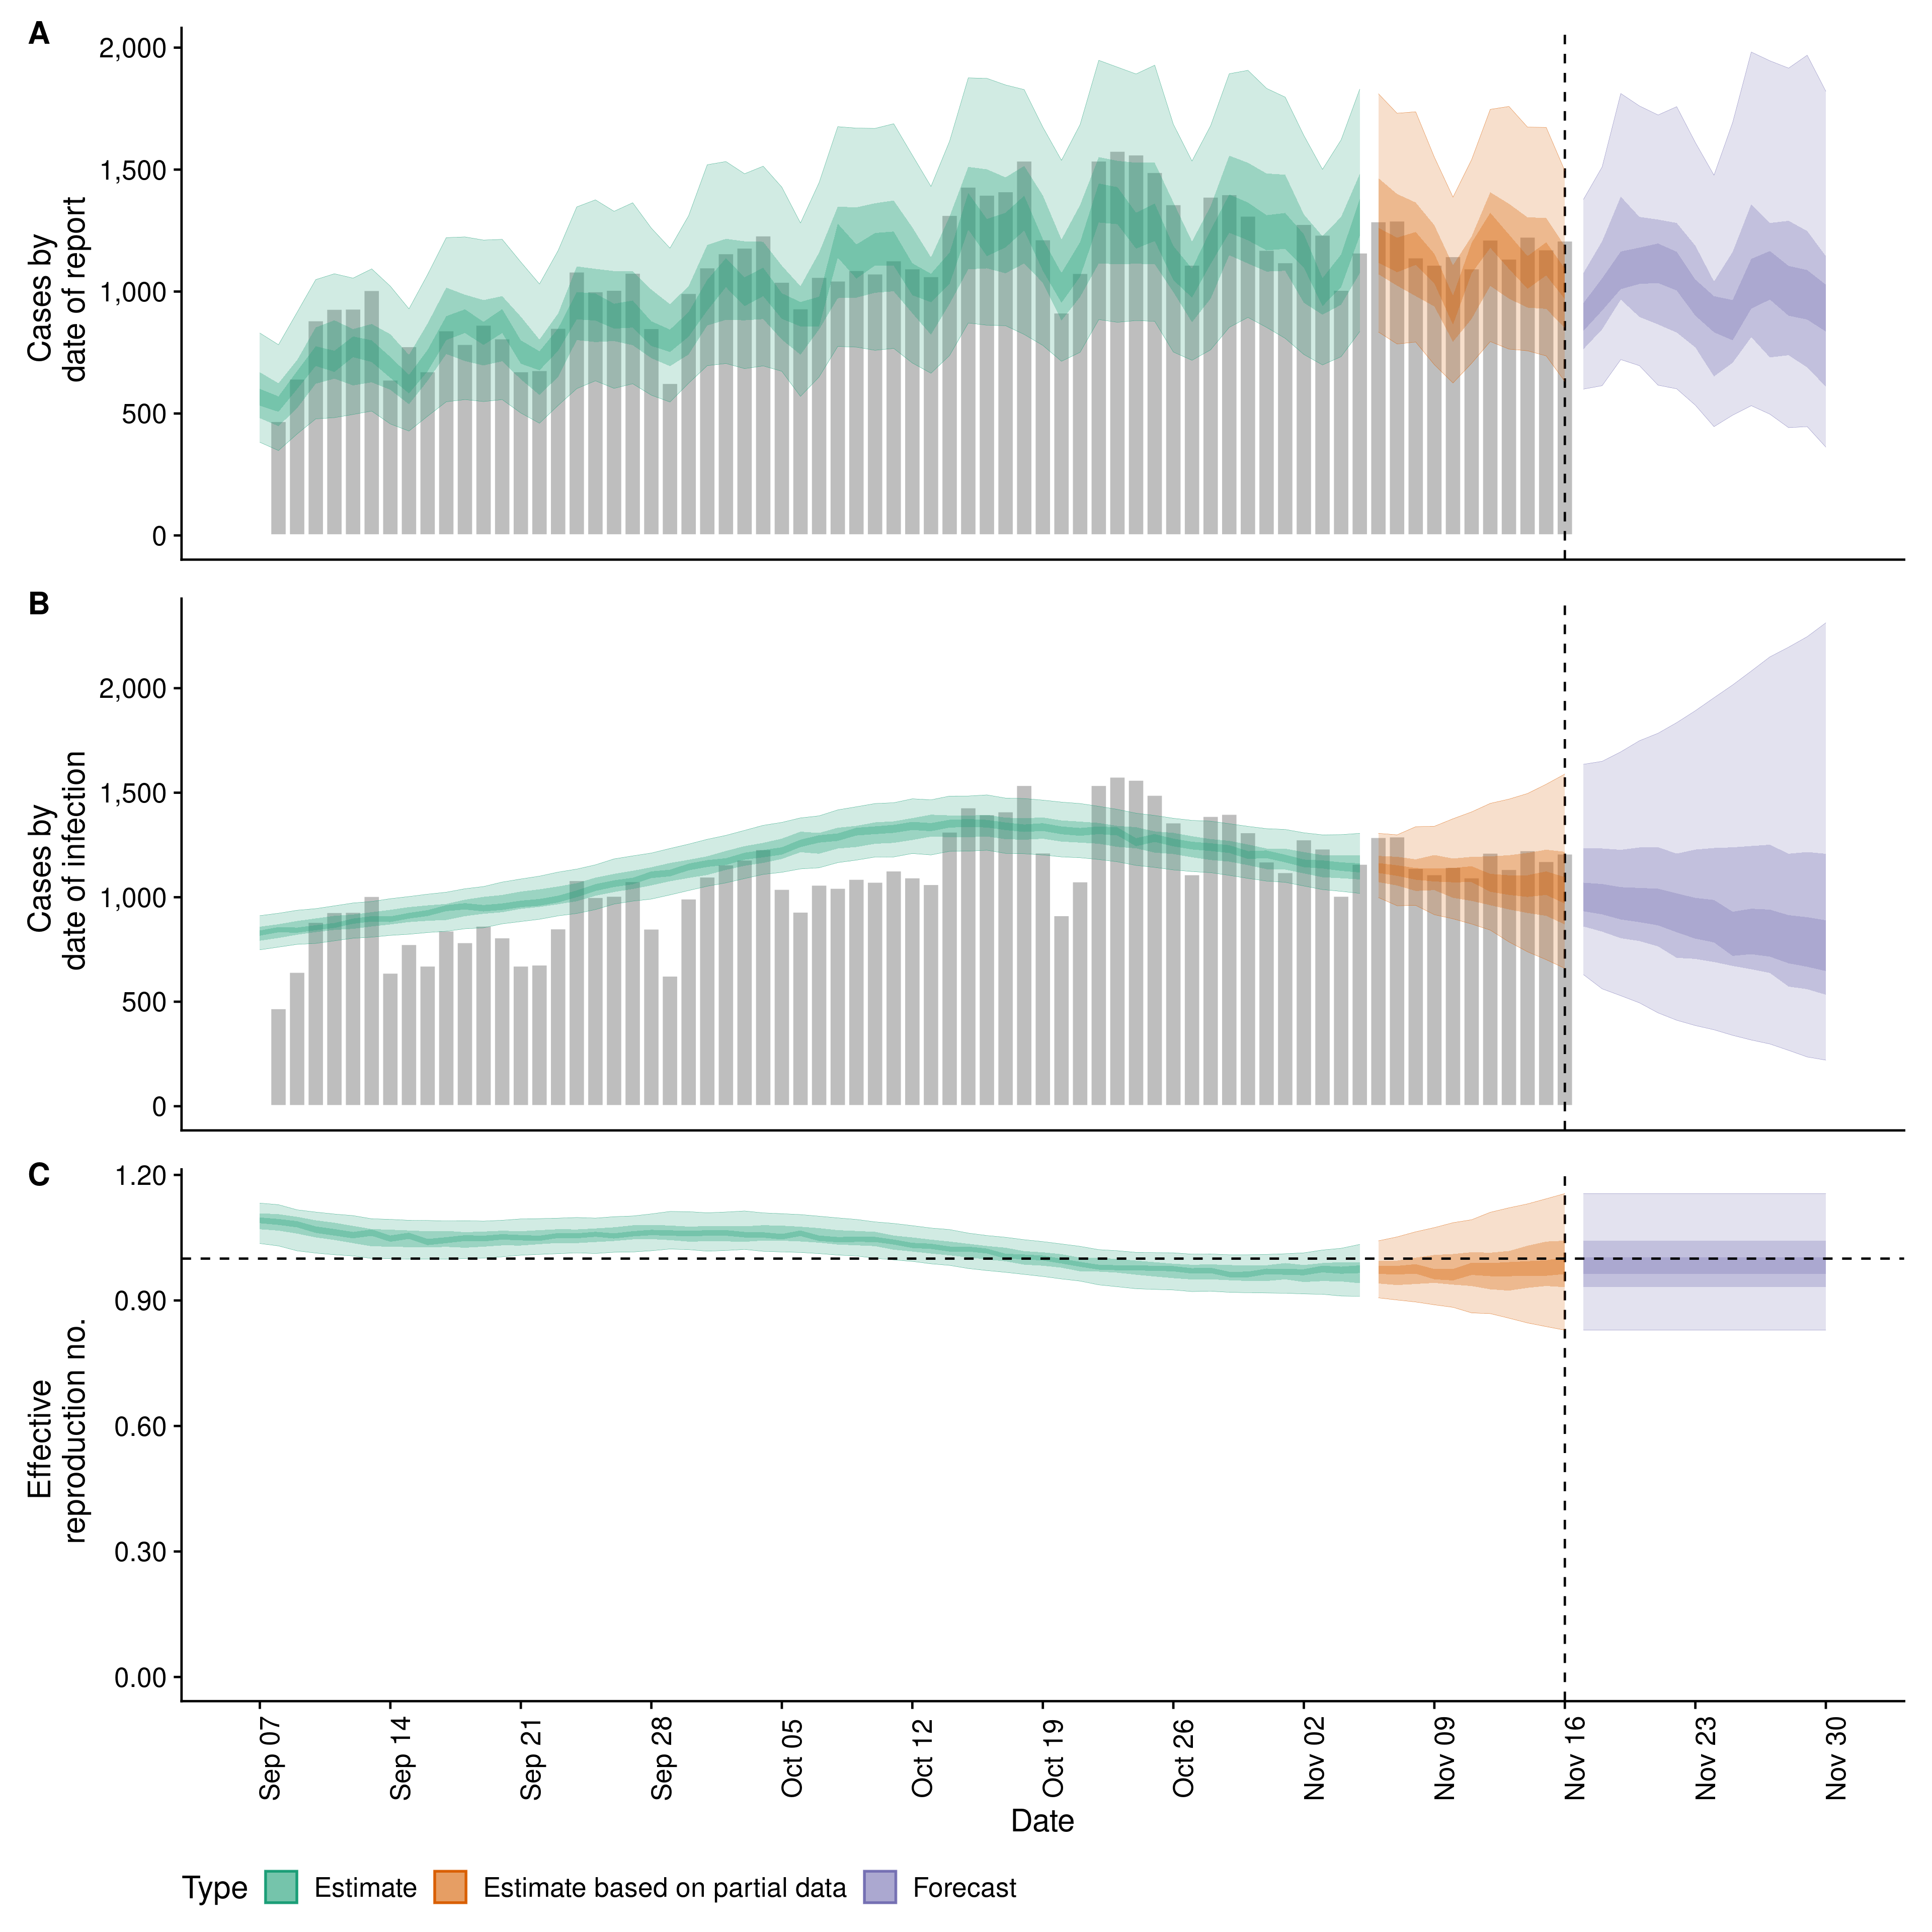 A
2,000
1,500
1,000
500
0
Cases by
date of report
B
2,000
1,500
1,000
500
0
Cases by
date of infection
C
1.20
0.90
0.60
0.30
0.00
Effective
reproduction no.
Sep 07
Sep 14
Sep 21
Sep 28
Oct 05
Oct 12
Oct 19
Oct 26
Nov 02
Nov 09
Nov 16
Nov 23
Nov 30
Date
Type Estimate Estimate based on partial data Forecast